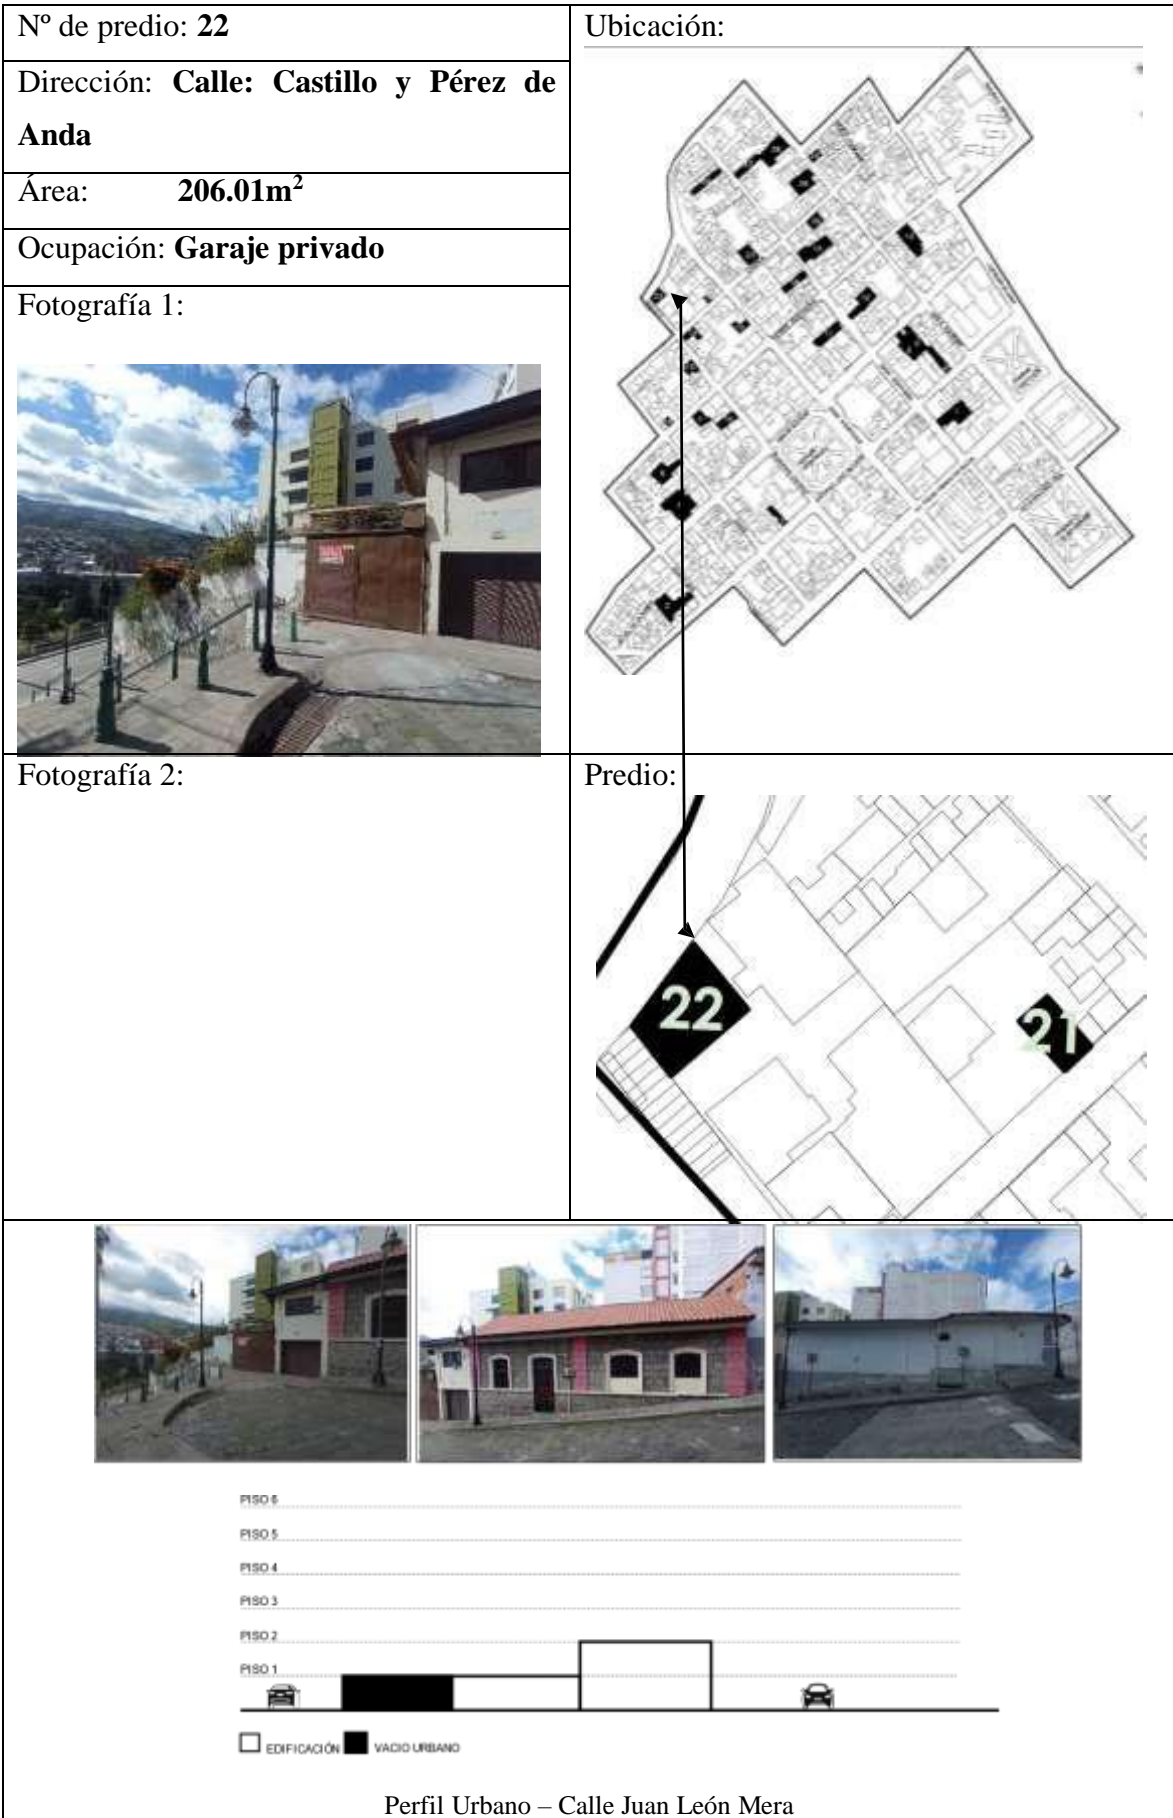 Nº de predio: 22
Dirección: Calle: Castillo y Pérez de
Anda
Área: 206.01m²
Ocupación: Garaje privado
Fotografía 1:
Ubicación:
Fotografía 2:
Predio:
22
21
PISO 6
PISO 5
PISO 4
PISO 3
PISO 2
PISO 1
EDIFICACIÓN VACIO URBANO
Perfil Urbano – Calle Juan León Mera